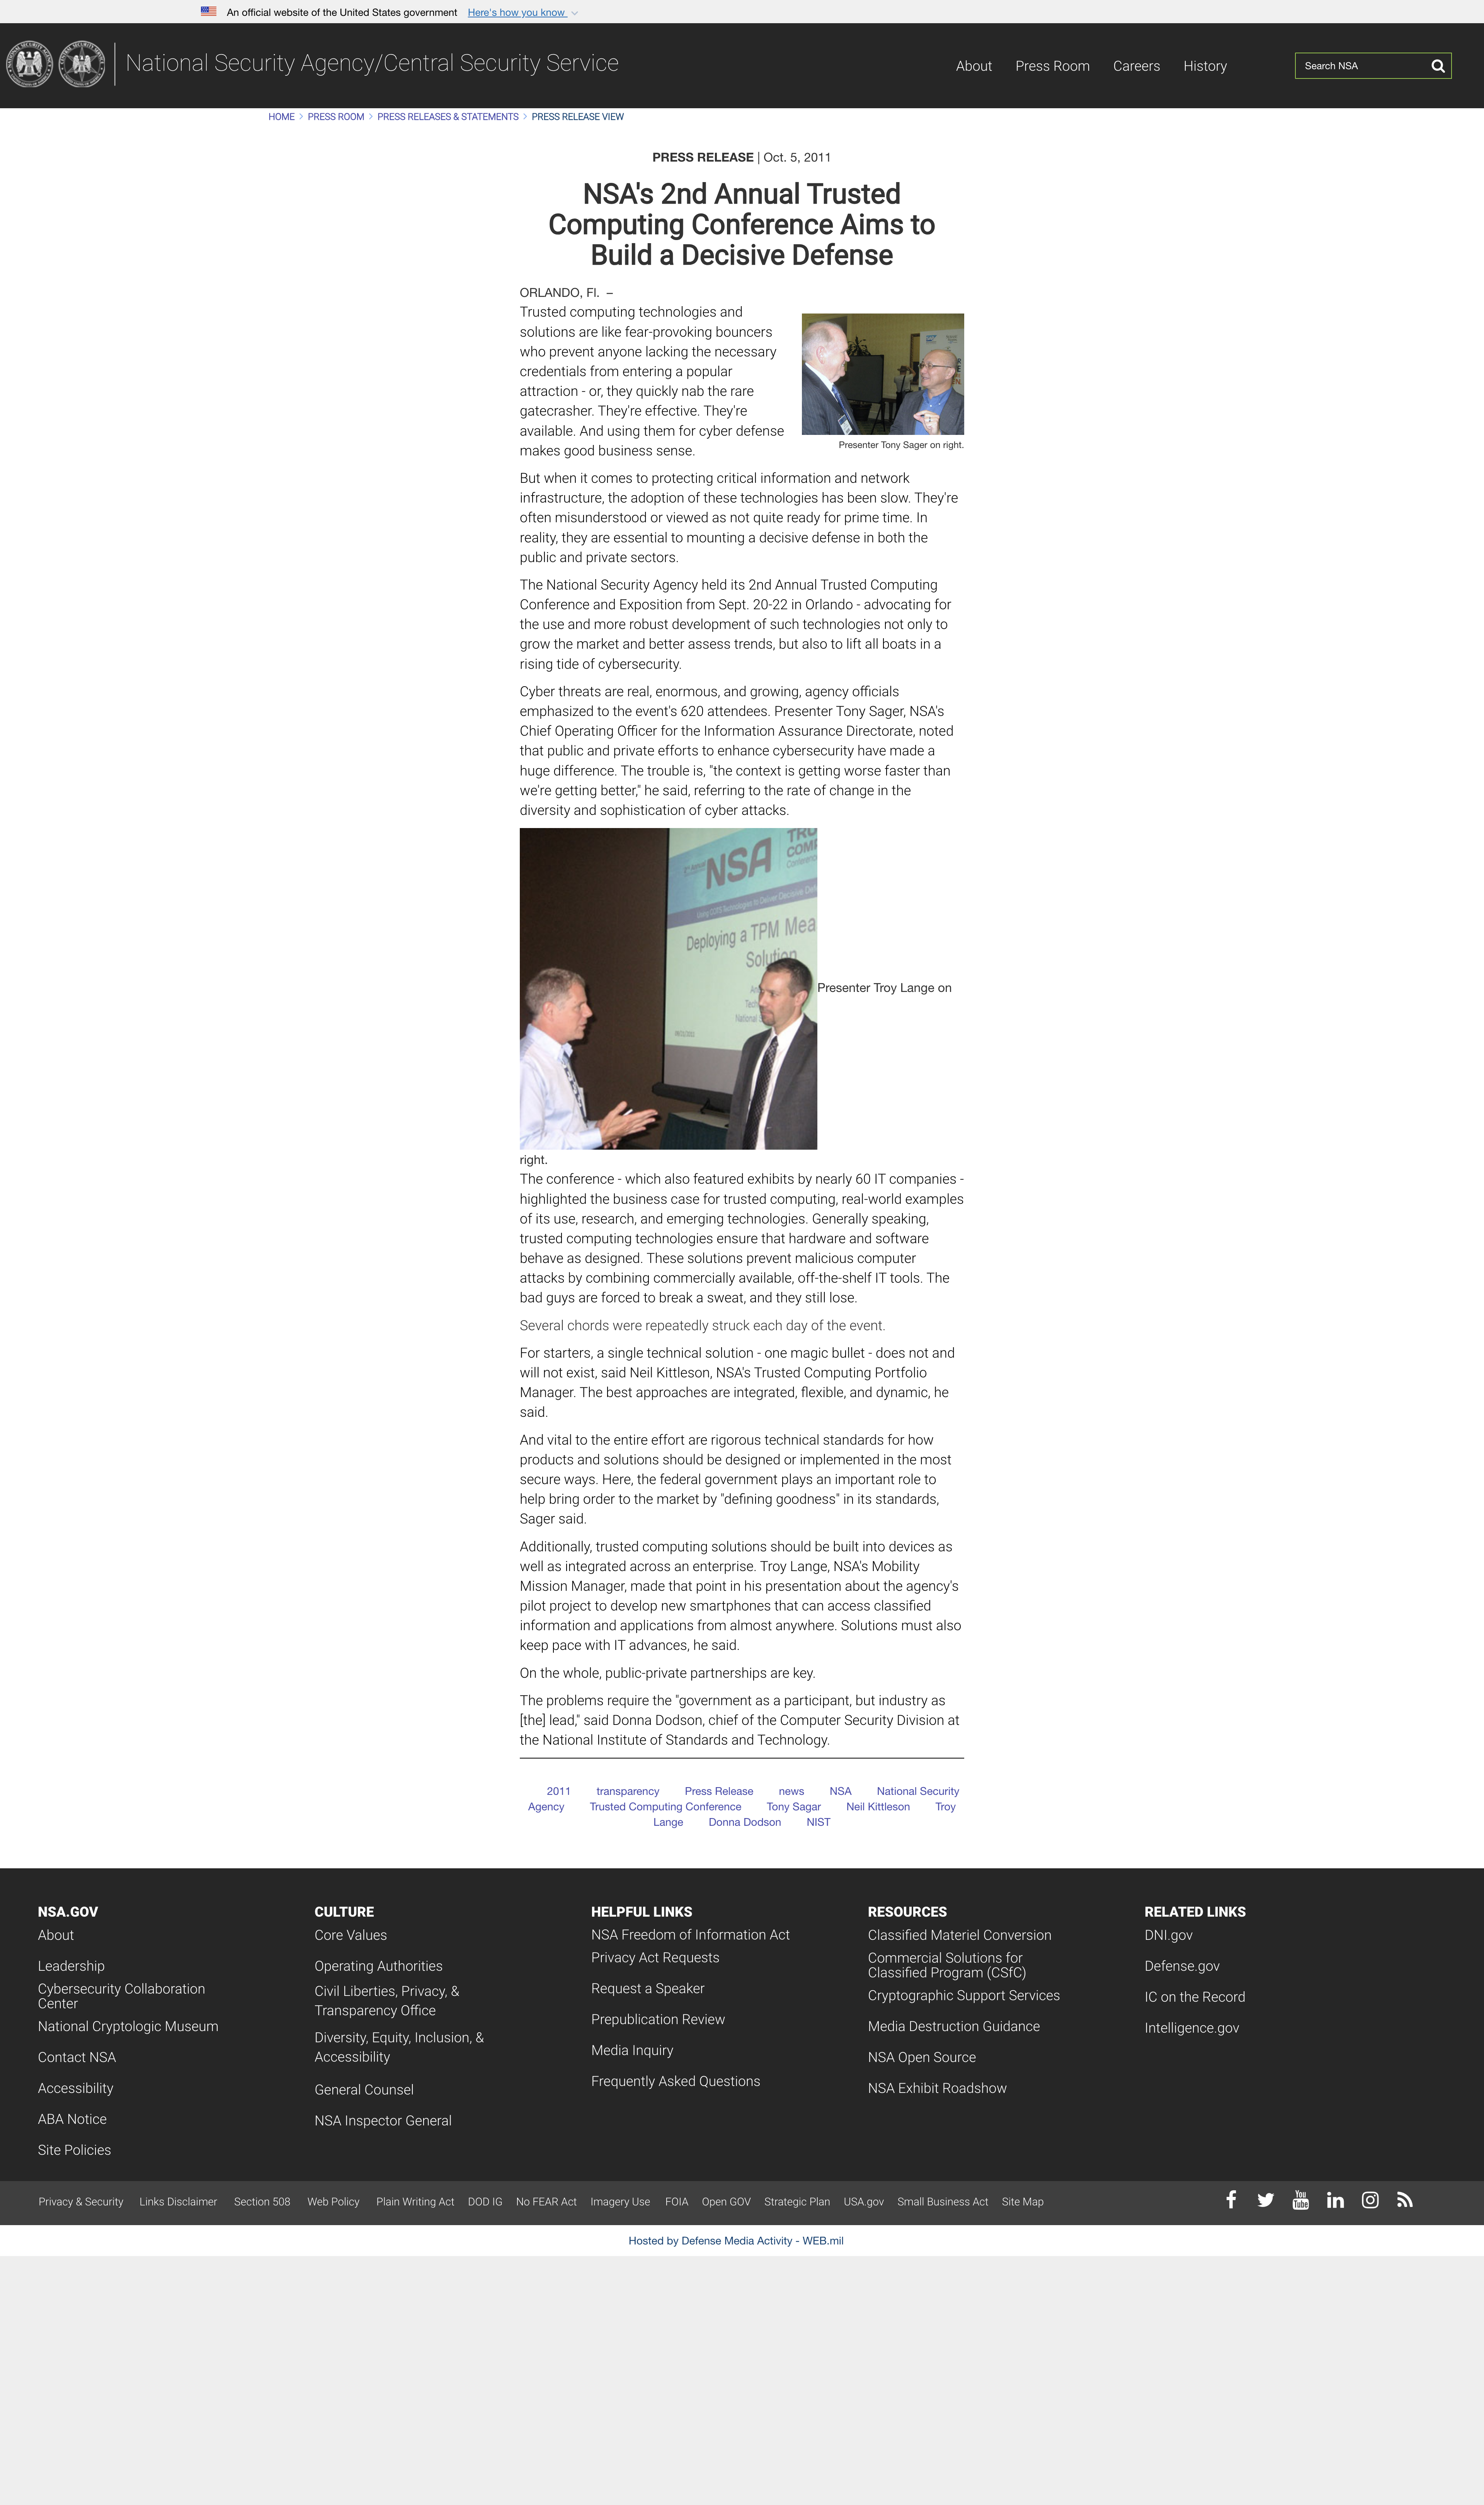 An official website of the United States government Here's how you know
National Security Agency/Central Security Service
About Press Room Careers History
Search NSA
HOME > PRESS ROOM > PRESS RELEASES & STATEMENTS > PRESS RELEASE VIEW
PRESS RELEASE | Oct. 5, 2011
NSA's 2nd Annual Trusted
Computing Conference Aims to
Build a Decisive Defense
ORLANDO, Fl. –
Trusted computing technologies and
solutions are like fear-provoking bouncers
who prevent anyone lacking the necessary
credentials from entering a popular
attraction - or, they quickly nab the rare
gatecrasher. They're effective. They're
available. And using them for cyber defense
makes good business sense.
Presenter Tony Sager on right.
But when it comes to protecting critical information and network
infrastructure, the adoption of these technologies has been slow. They're
often misunderstood or viewed as not quite ready for prime time. In
reality, they are essential to mounting a decisive defense in both the
public and private sectors.
The National Security Agency held its 2nd Annual Trusted Computing
Conference and Exposition from Sept. 20-22 in Orlando - advocating for
the use and more robust development of such technologies not only to
grow the market and better assess trends, but also to lift all boats in a
rising tide of cybersecurity.
Cyber threats are real, enormous, and growing, agency officials
emphasized to the event's 620 attendees. Presenter Tony Sager, NSA's
Chief Operating Officer for the Information Assurance Directorate, noted
that public and private efforts to enhance cybersecurity have made a
huge difference. The trouble is, "the context is getting worse faster than
we're getting better," he said, referring to the rate of change in the
diversity and sophistication of cyber attacks.
NSA
Deploying a TPM Mea
Solution
Presenter Troy Lange on
right.
The conference - which also featured exhibits by nearly 60 IT companies -
highlighted the business case for trusted computing, real-world examples
of its use, research, and emerging technologies. Generally speaking,
trusted computing technologies ensure that hardware and software
behave as designed. These solutions prevent malicious computer
attacks by combining commercially available, off-the-shelf IT tools. The
bad guys are forced to break a sweat, and they still lose.
Several chords were repeatedly struck each day of the event.
For starters, a single technical solution - one magic bullet - does not and
will not exist, said Neil Kittleson, NSA's Trusted Computing Portfolio
Manager. The best approaches are integrated, flexible, and dynamic, he
said.
And vital to the entire effort are rigorous technical standards for how
products and solutions should be designed or implemented in the most
secure ways. Here, the federal government plays an important role to
help bring order to the market by "defining goodness" in its standards,
Sager said.
Additionally, trusted computing solutions should be built into devices as
well as integrated across an enterprise. Troy Lange, NSA's Mobility
Mission Manager, made that point in his presentation about the agency's
pilot project to develop new smartphones that can access classified
information and applications from almost anywhere. Solutions must also
keep pace with IT advances, he said.
On the whole, public-private partnerships are key.
The problems require the "government as a participant, but industry as
[the] lead," said Donna Dodson, chief of the Computer Security Division at
the National Institute of Standards and Technology.
2011 transparency Press Release news NSA National Security
Agency Trusted Computing Conference Tony Sagar Neil Kittleson Troy
Lange Donna Dodson NIST
NSA.GOV
About
Leadership
Cybersecurity Collaboration
Center
National Cryptologic Museum
Contact NSA
Accessibility
ABA Notice
Site Policies
CULTURE
Core Values
Operating Authorities
Civil Liberties, Privacy, &
Transparency Office
Diversity, Equity, Inclusion, &
Accessibility
General Counsel
NSA Inspector General
HELPFUL LINKS
NSA Freedom of Information Act
Privacy Act Requests
Request a Speaker
Prepublication Review
Media Inquiry
Frequently Asked Questions
RESOURCES
Classified Materiel Conversion
Commercial Solutions for
Classified Program (CSfC)
Cryptographic Support Services
Media Destruction Guidance
NSA Open Source
NSA Exhibit Roadshow
RELATED LINKS
DNI.gov
Defense.gov
IC on the Record
Intelligence.gov
Privacy & Security Links Disclaimer Section 508 Web Policy Plain Writing Act DOD IG No FEAR Act Imagery Use FOIA Open GOV Strategic Plan USA.gov Small Business Act Site Map
Hosted by Defense Media Activity - WEB.mil